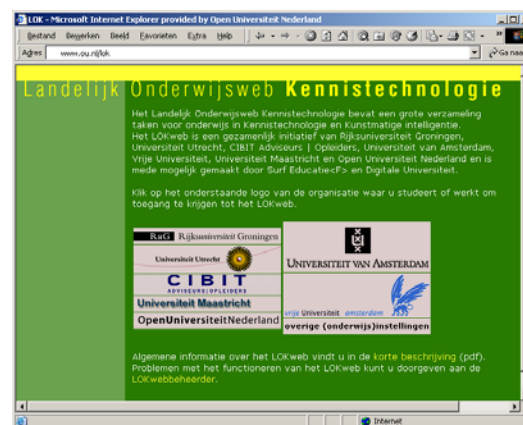 LOK - Microsoft Internet Explorer provided by Open Universiteit Nederland
Bestand Bewerken Beeld Favorieten Extra Help
Adres www.ou.nl/lok Ga naar
Landelijk Onderwijsweb Kennistechnologie
Het Landelijk Onderwijsweb Kennistechnologie bevat een grote verzameling
taken voor onderwijs in Kennistechnologie en Kunstmatige intelligentie.
Het LOKweb is een gezamenlijk initiatief van Rijksuniversiteit Groningen,
Universiteit Utrecht, CIBIT Adviseurs | Opleiders, Universiteit van Amsterdam,
Vrije Universiteit, Universiteit Maastricht en Open Universiteit Nederland en is
mede mogelijk gemaakt door Surf Educatie<F> en Digitale Universiteit.
Klik op het onderstaande logo van de organisatie waar u studeert of werkt om
toegang te krijgen tot het LOKweb.
RuG Rijksuniversiteit Groningen
Universiteit Utrecht
CIBIT
ADVISEURS|OPLEIDERS
Universiteit Maastricht
OpenUniversiteitNederland
UNIVERSITEIT VAN AMSTERDAM
vrije Universiteit amsterdam
overige (onderwijs)instellingen
Algemene informatie over het LOKweb vindt u in de korte beschrijving (pdf).
Problemen met het functioneren van het LOKweb kunt u doorgeven aan de
LOKwebbeheerder.
Internet